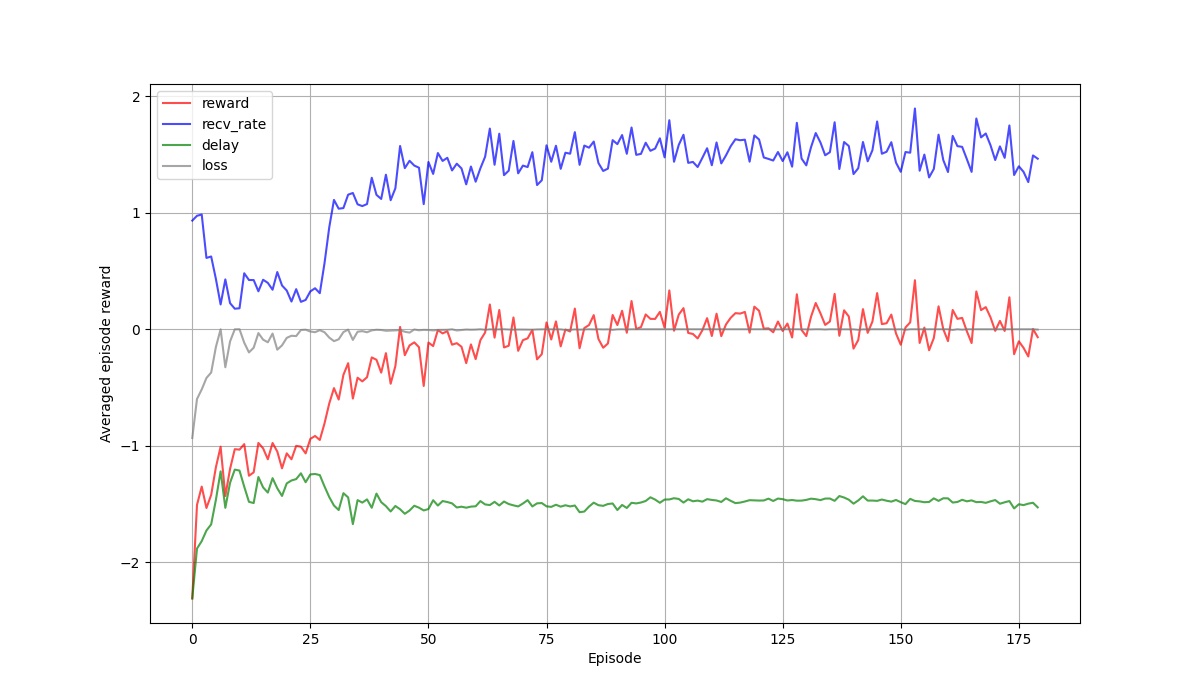 reward
recv_rate
delay
loss
2
1
0
−1
−2
Averaged episode reward
0 25 50 75 100 125 150 175
Episode